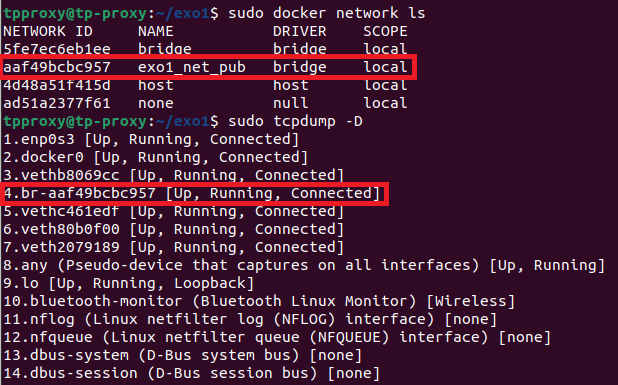 tpproxy@tp-proxy:~/exo1$ sudo docker network ls
NETWORK ID     NAME           DRIVER    SCOPE
5fe7ec6eb1ee   bridge         bridge    local
aaf49bcbc957   exo1_net_pub   bridge    local
4d48a51f415d   host           host      local
ad51a2377f61   none           null      local
tpproxy@tp-proxy:~/exo1$ sudo tcpdump -D
1.enp0s3 [Up, Running, Connected]
2.docker0 [Up, Running, Connected]
3.vethb8069cc [Up, Running, Connected]
4.br-aaf49bcbc957 [Up, Running, Connected]
5.vethc461edf [Up, Running, Connected]
6.veth80b0f00 [Up, Running, Connected]
7.veth2079189 [Up, Running, Connected]
8.any (Pseudo-device that captures on all interfaces) [Up, Running]
9.lo [Up, Running, Loopback]
10.bluetooth-monitor (Bluetooth Linux Monitor) [Wireless]
11.nflog (Linux netfilter log (NFLOG) interface) [none]
12.nfqueue (Linux netfilter queue (NFQUEUE) interface) [none]
13.dbus-system (D-Bus system bus) [none]
14.dbus-session (D-Bus session bus) [none]